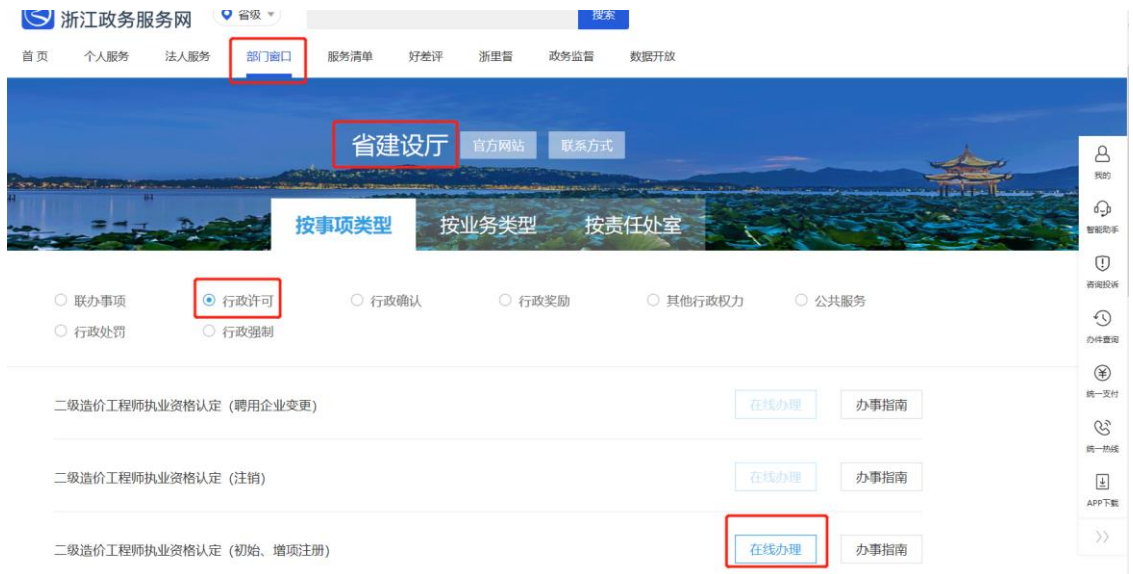 浙江政务服务网 省级 搜索
首页 个人服务 法人服务 部门窗口 服务清单 好差评 浙里督 政务监督 数据开放
省建设厅 官方网站 联系方式
按事项类型 按业务类型 按责任处室
联办事项 行政许可 行政确认 行政奖励 其他行政权力 公共服务
行政处罚 行政强制
二级造价工程师执业资格认定（聘用企业变更） 在线办理 办事指南
二级造价工程师执业资格认定（注销） 在线办理 办事指南
二级造价工程师执业资格认定（初始、增项注册） 在线办理 办事指南
我的
智能助手
咨询投诉
办件查询
统一支付
统一热线
APP下载